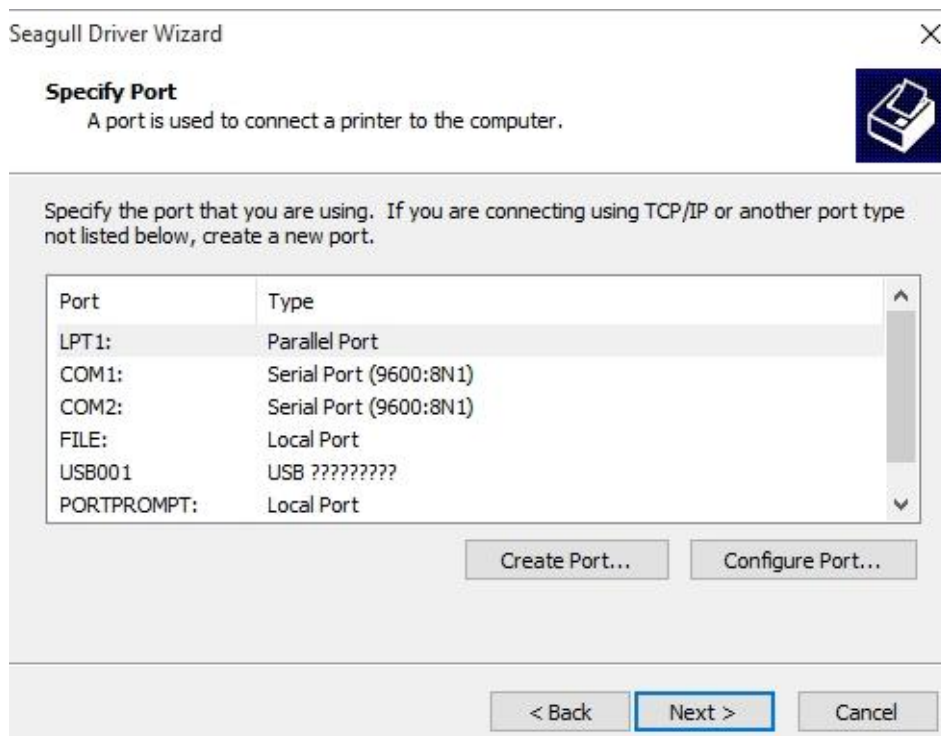 Seagull Driver Wizard
Specify Port
A port is used to connect a printer to the computer.
Specify the port that you are using.  If you are connecting using TCP/IP or another port type
not listed below, create a new port.
Port Type
LPT1: Parallel Port
COM1: Serial Port (9600:8N1)
COM2: Serial Port (9600:8N1)
FILE: Local Port
USB001 USB ?????????
PORTPROMPT: Local Port
Create Port... Configure Port...
< Back Next > Cancel